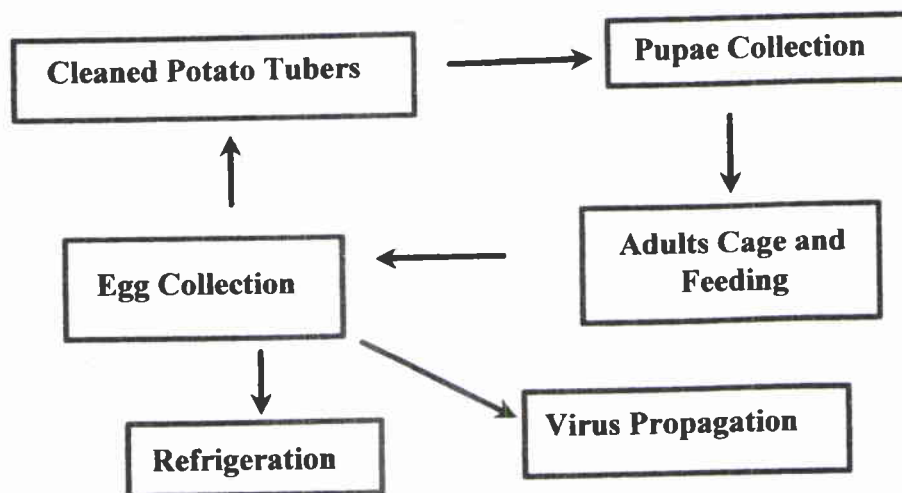 Cleaned Potato Tubers
Pupae Collection
Adults Cage and
Feeding
Egg Collection
Virus Propagation
Refrigeration